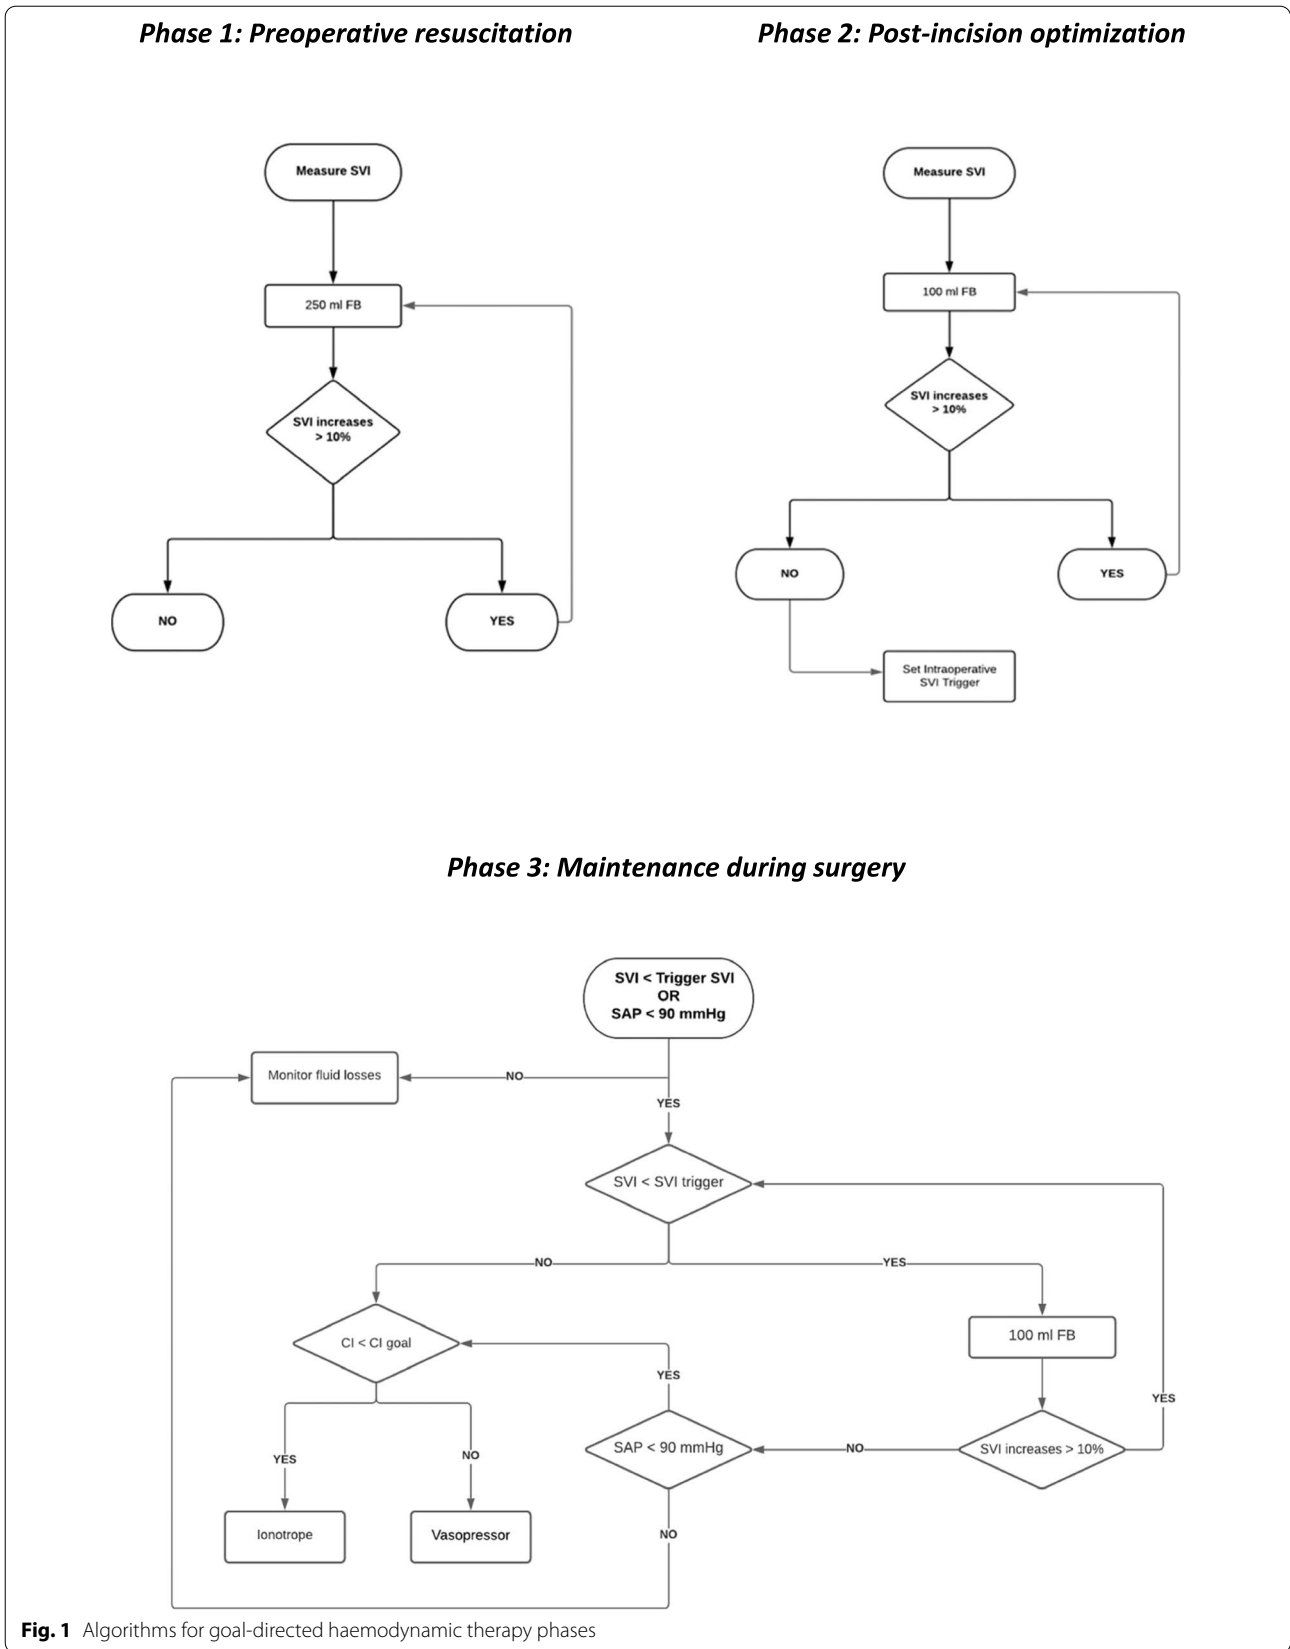 Phase 1: Preoperative resuscitation
Measure SVI
250 ml FB
SVI increases
> 10%
NO
YES
Phase 2: Post-incision optimization
Measure SVI
100 ml FB
SVI increases
> 10%
NO
YES
Set Intraoperative
SVI Trigger
Phase 3: Maintenance during surgery
SVI < Trigger SVI
OR
SAP < 90 mmHg
Monitor fluid losses
NO
YES
SVI < SVI trigger
NO
YES
CI < CI goal
100 ml FB
YES
YES
SAP < 90 mmHg
NO
SVI increases > 10%
YES
NO
Ionotrope
Vasopressor
NO
Fig. 1 Algorithms for goal-directed haemodynamic therapy phases